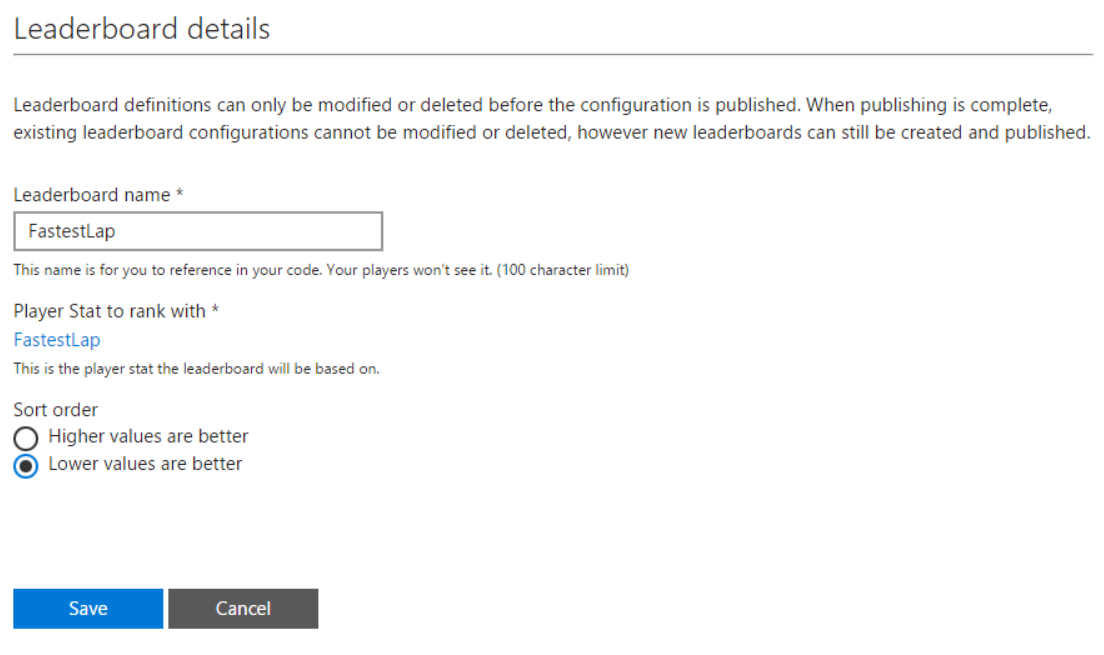 Leaderboard details
Leaderboard definitions can only be modified or deleted before the configuration is published. When publishing is complete,
existing leaderboard configurations cannot be modified or deleted, however new leaderboards can still be created and published.
Leaderboard name *
FastestLap
This name is for you to reference in your code. Your players won't see it. (100 character limit)
Player Stat to rank with *
FastestLap
This is the player stat the leaderboard will be based on.
Sort order
Higher values are better
Lower values are better
Save Cancel